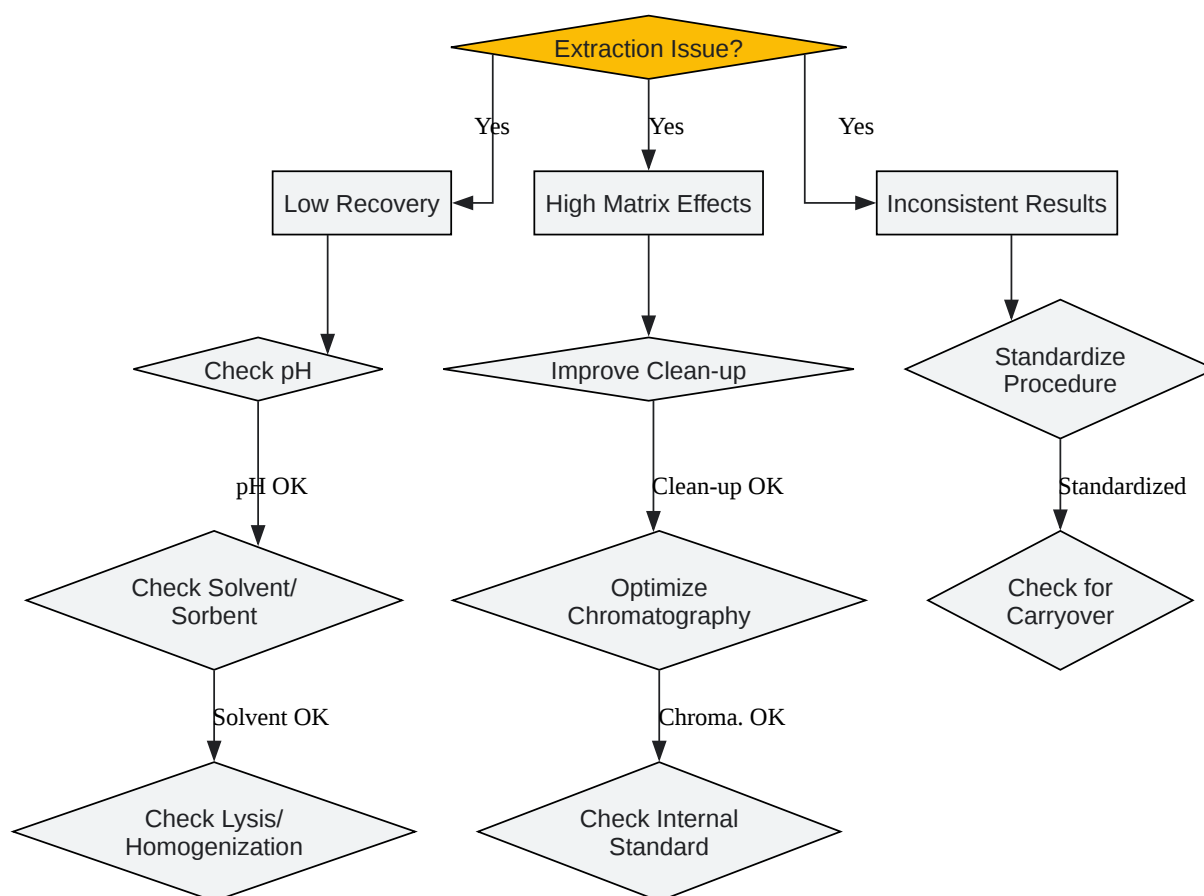 Extraction Issue?
Yes
Yes
Yes
Low Recovery
High Matrix Effects
Inconsistent Results
Check pH
Improve Clean-up
Standardize
Procedure
pH OK
Clean-up OK
Standardized
Check Solvent/
Sorbent
Optimize
Chromatography
Check for
Carryover
Solvent OK
Chroma. OK
Check Lysis/
Homogenization
Check Internal
Standard